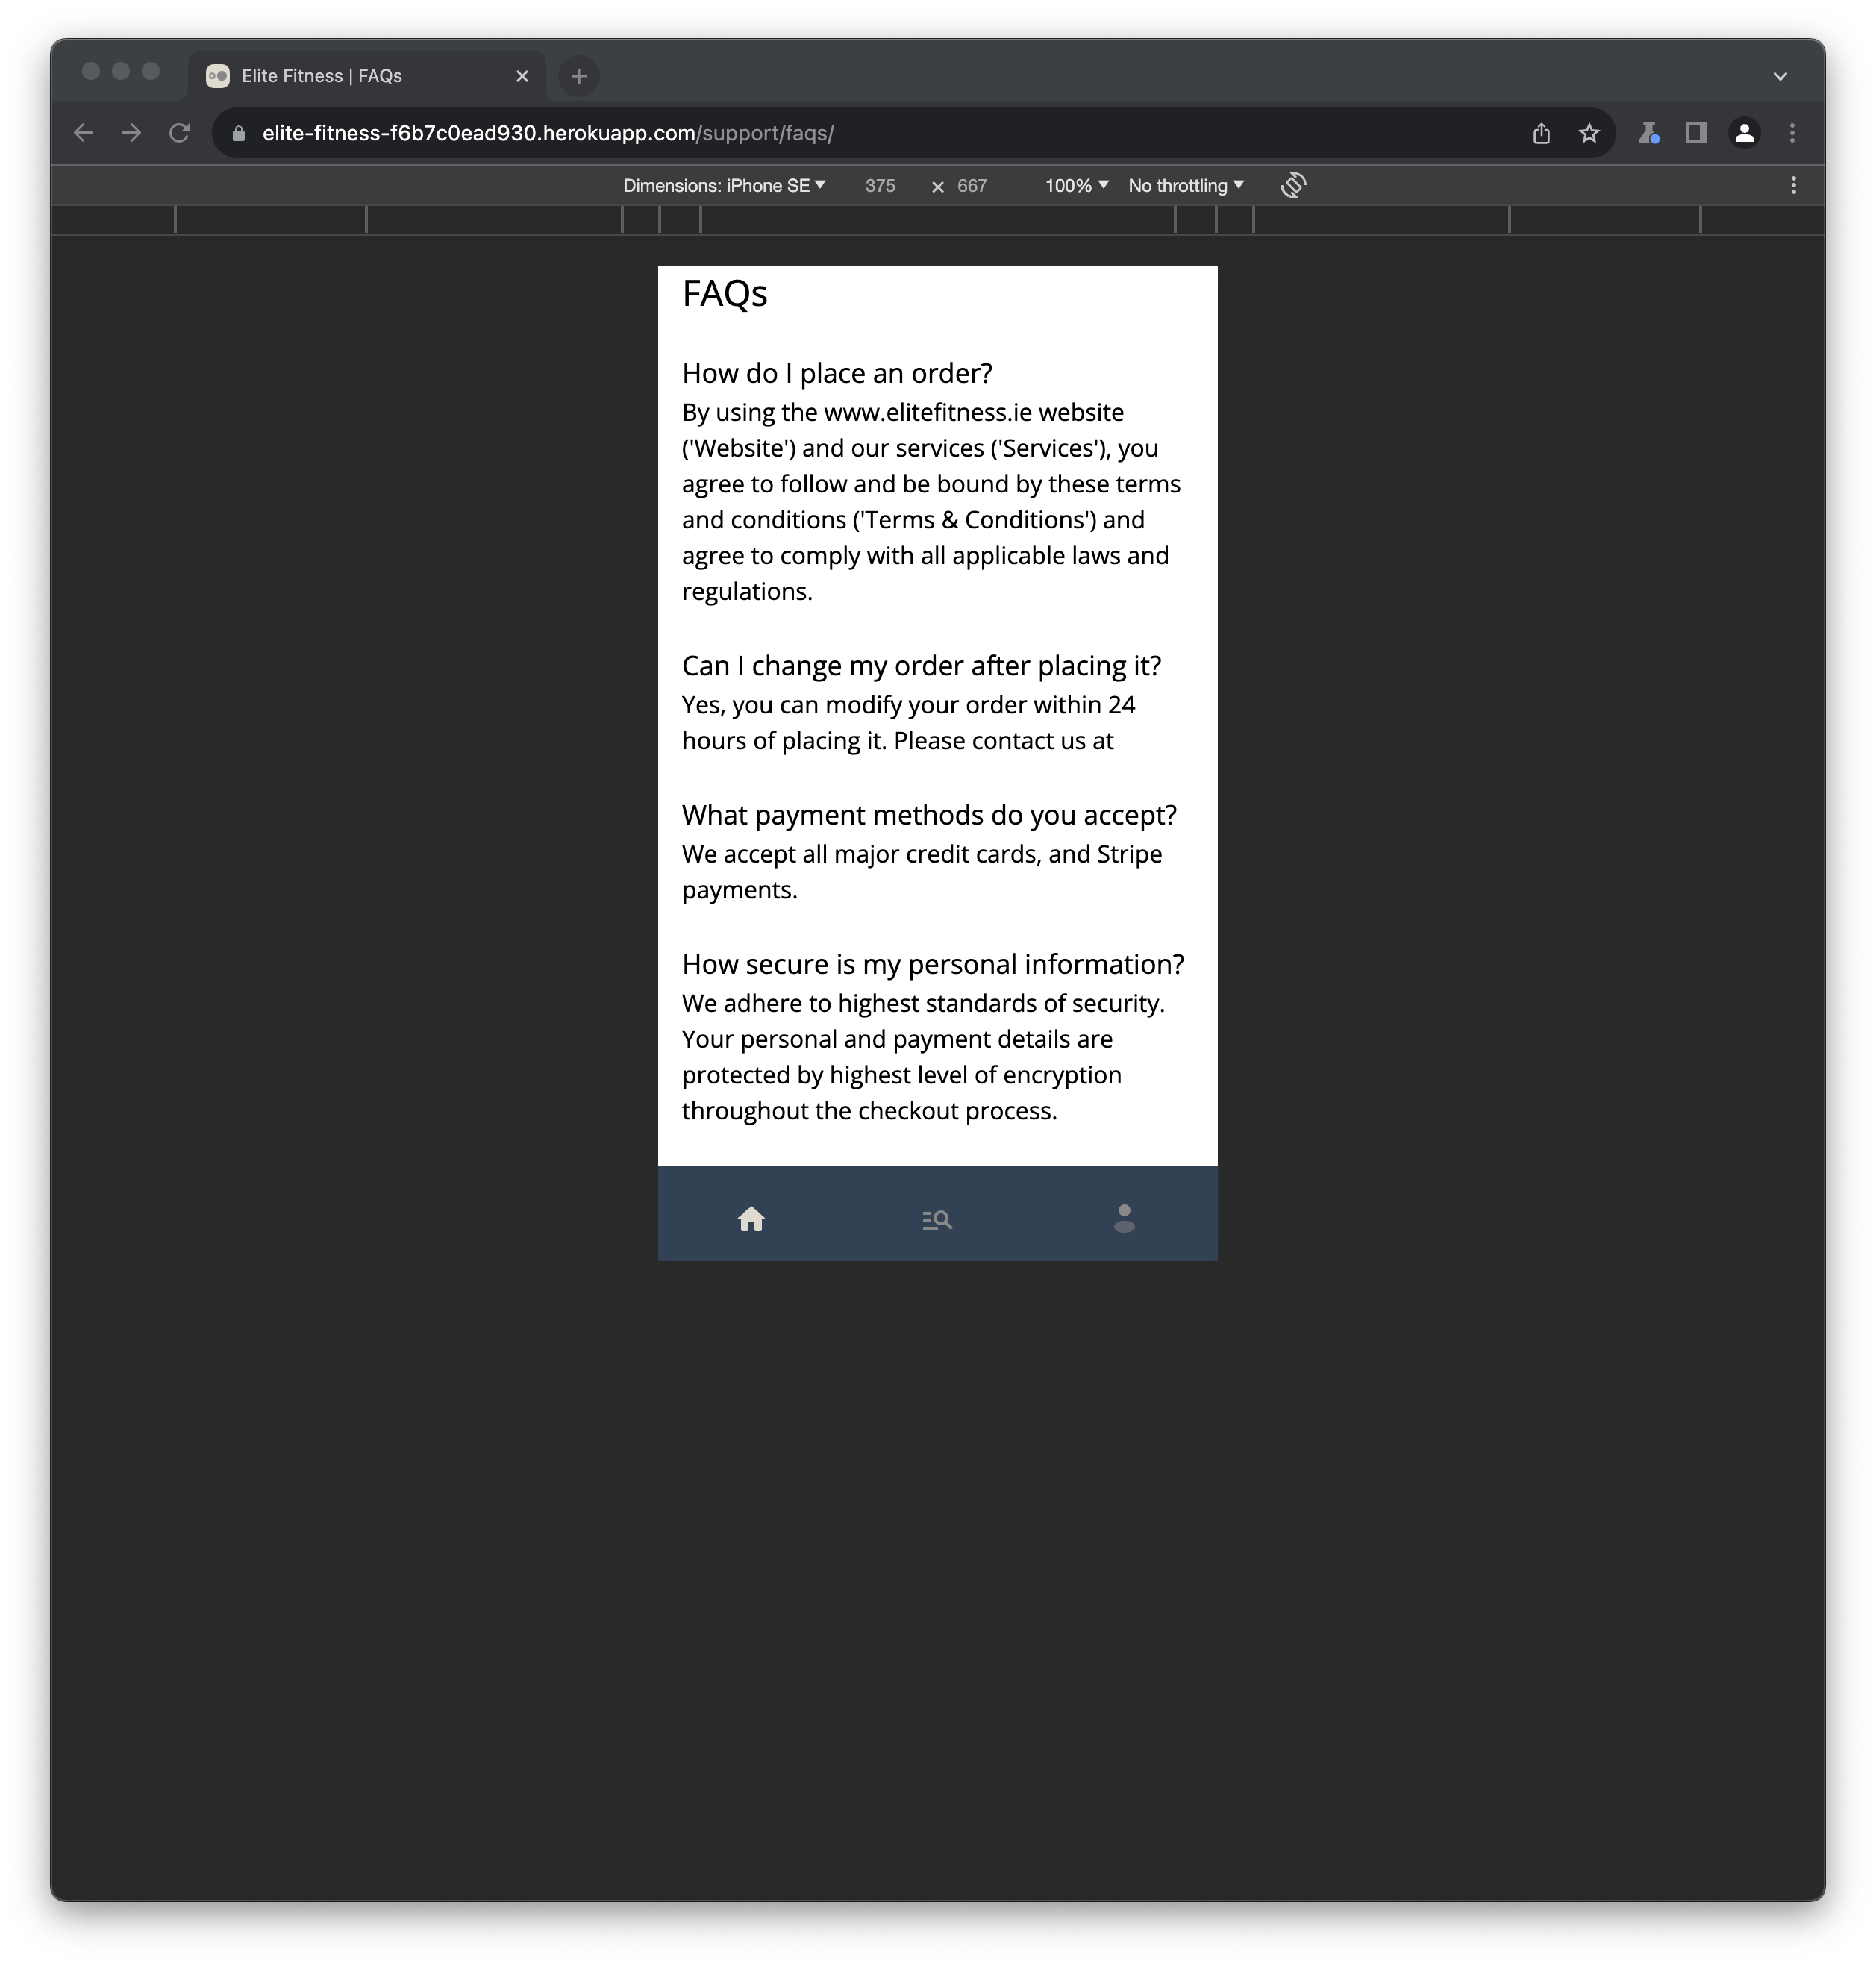 Elite Fitness | FAQs
elite-fitness-f6b7c0ead930.herokuapp.com/support/faqs/
Dimensions: iPhone SE 375 × 667 100% No throttling
FAQs
How do I place an order?
By using the www.elitefitness.ie website
('Website') and our services ('Services'), you
agree to follow and be bound by these terms
and conditions ('Terms & Conditions') and
agree to comply with all applicable laws and
regulations.
Can I change my order after placing it?
Yes, you can modify your order within 24
hours of placing it. Please contact us at
What payment methods do you accept?
We accept all major credit cards, and Stripe
payments.
How secure is my personal information?
We adhere to highest standards of security.
Your personal and payment details are
protected by highest level of encryption
throughout the checkout process.